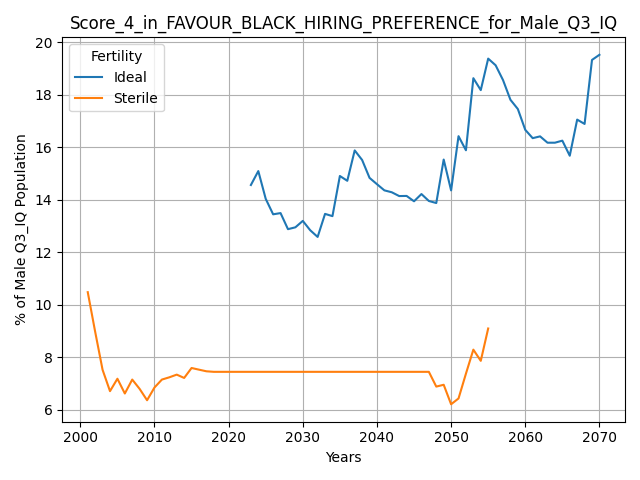 Score_4_in_FAVOUR_BLACK_HIRING_PREFERENCE_for_Male_Q3_IQ
Fertility
Ideal
Sterile
% of Male Q3_IQ Population
20
18
16
14
12
10
8
6
2000 2010 2020 2030 2040 2050 2060 2070
Years